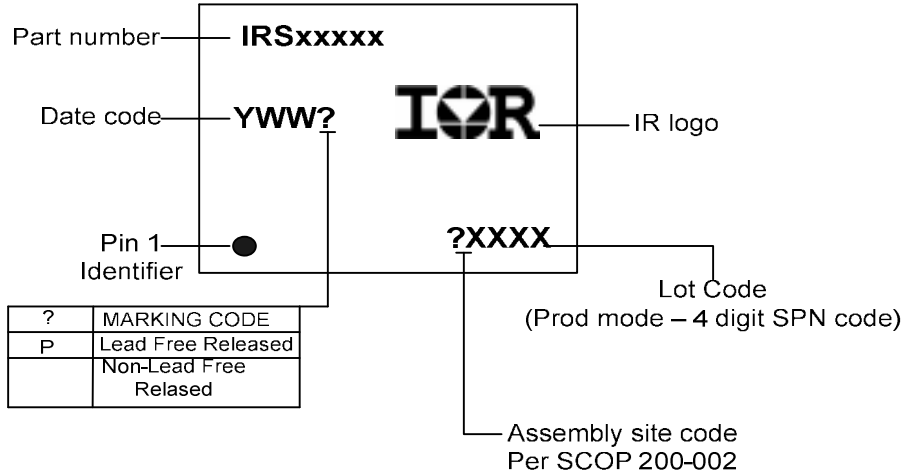 Part number
IRSxxxxx
Date code
YWW?
IOR
IR logo
Pin 1
Identifier
?XXXX
Lot Code
(Prod mode – 4 digit SPN code)
? MARKING CODE
P Lead Free Released
Non-Lead Free
Relased
Assembly site code
Per SCOP 200-002